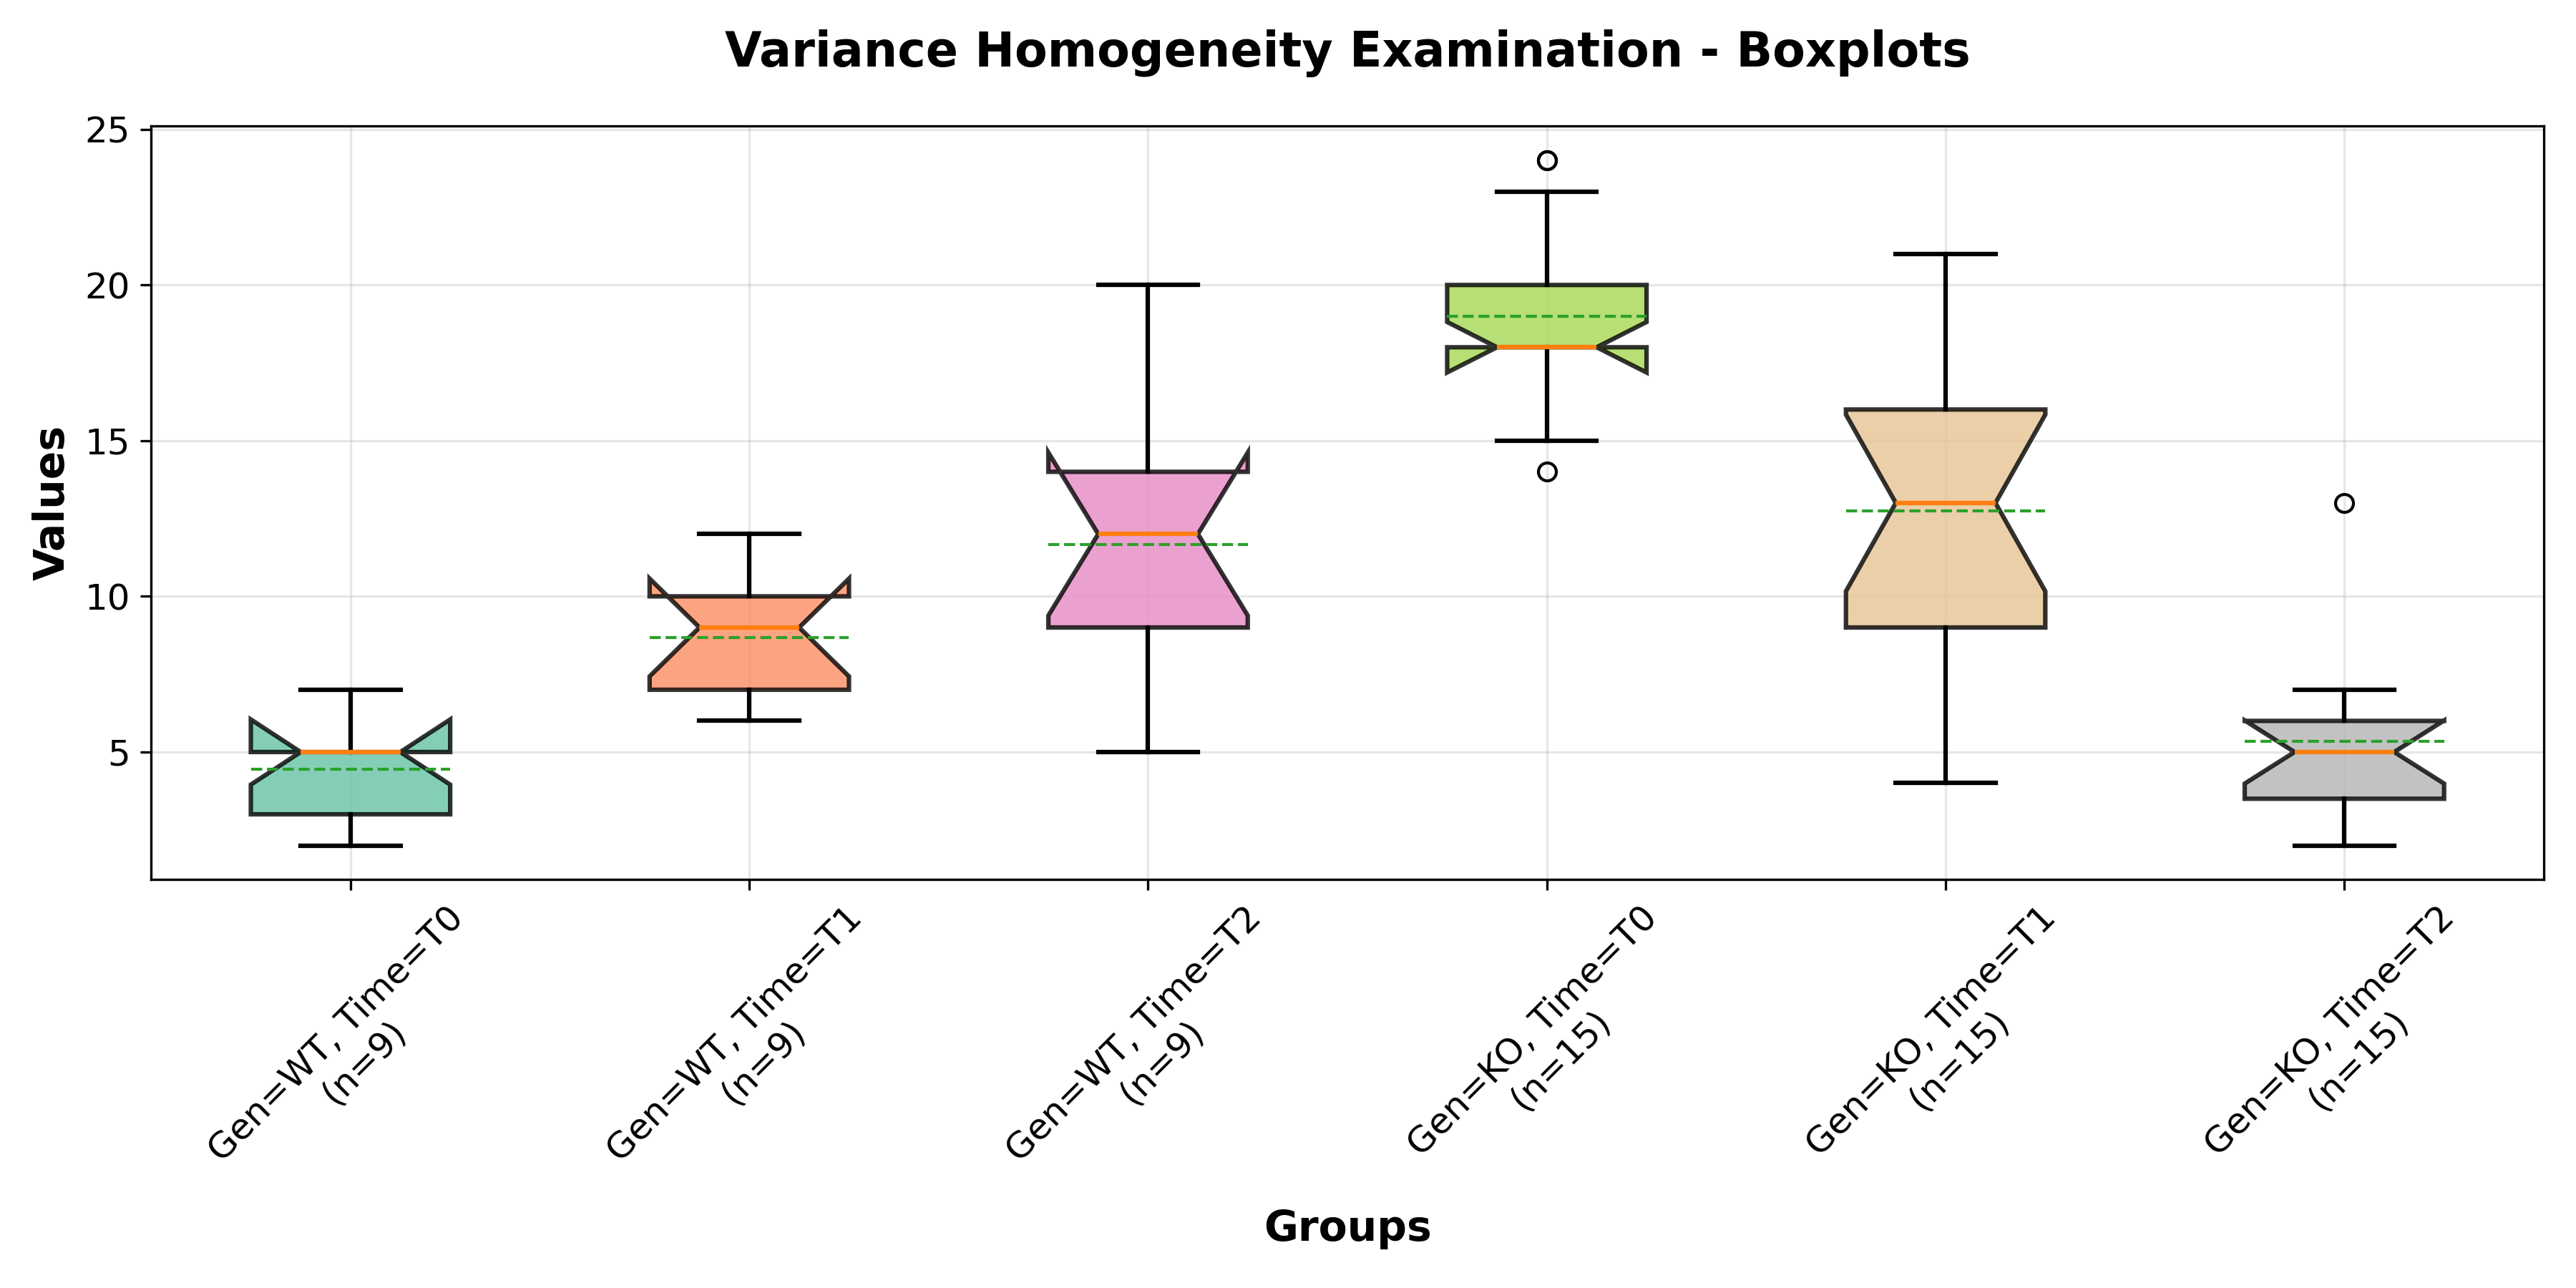 Variance Homogeneity Examination - Boxplots
Values
25
20
15
10
5
Gen=WT, Time=T0
(n=9)
Gen=WT, Time=T1
(n=9)
Gen=WT, Time=T2
(n=9)
Gen=KO, Time=T0
(n=15)
Gen=KO, Time=T1
(n=15)
Gen=KO, Time=T2
(n=15)
Groups